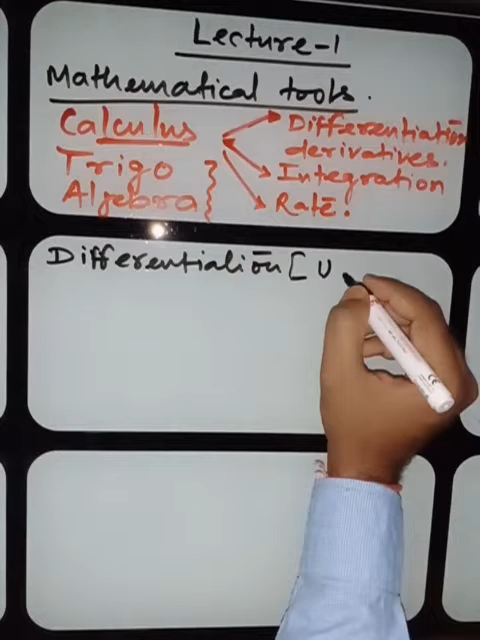 Lecture-1
Mathematical tools.
Calculus
Trigo
Algebra
Differentiation
derivatives.
Integration
Rate.
Differentiation [ U